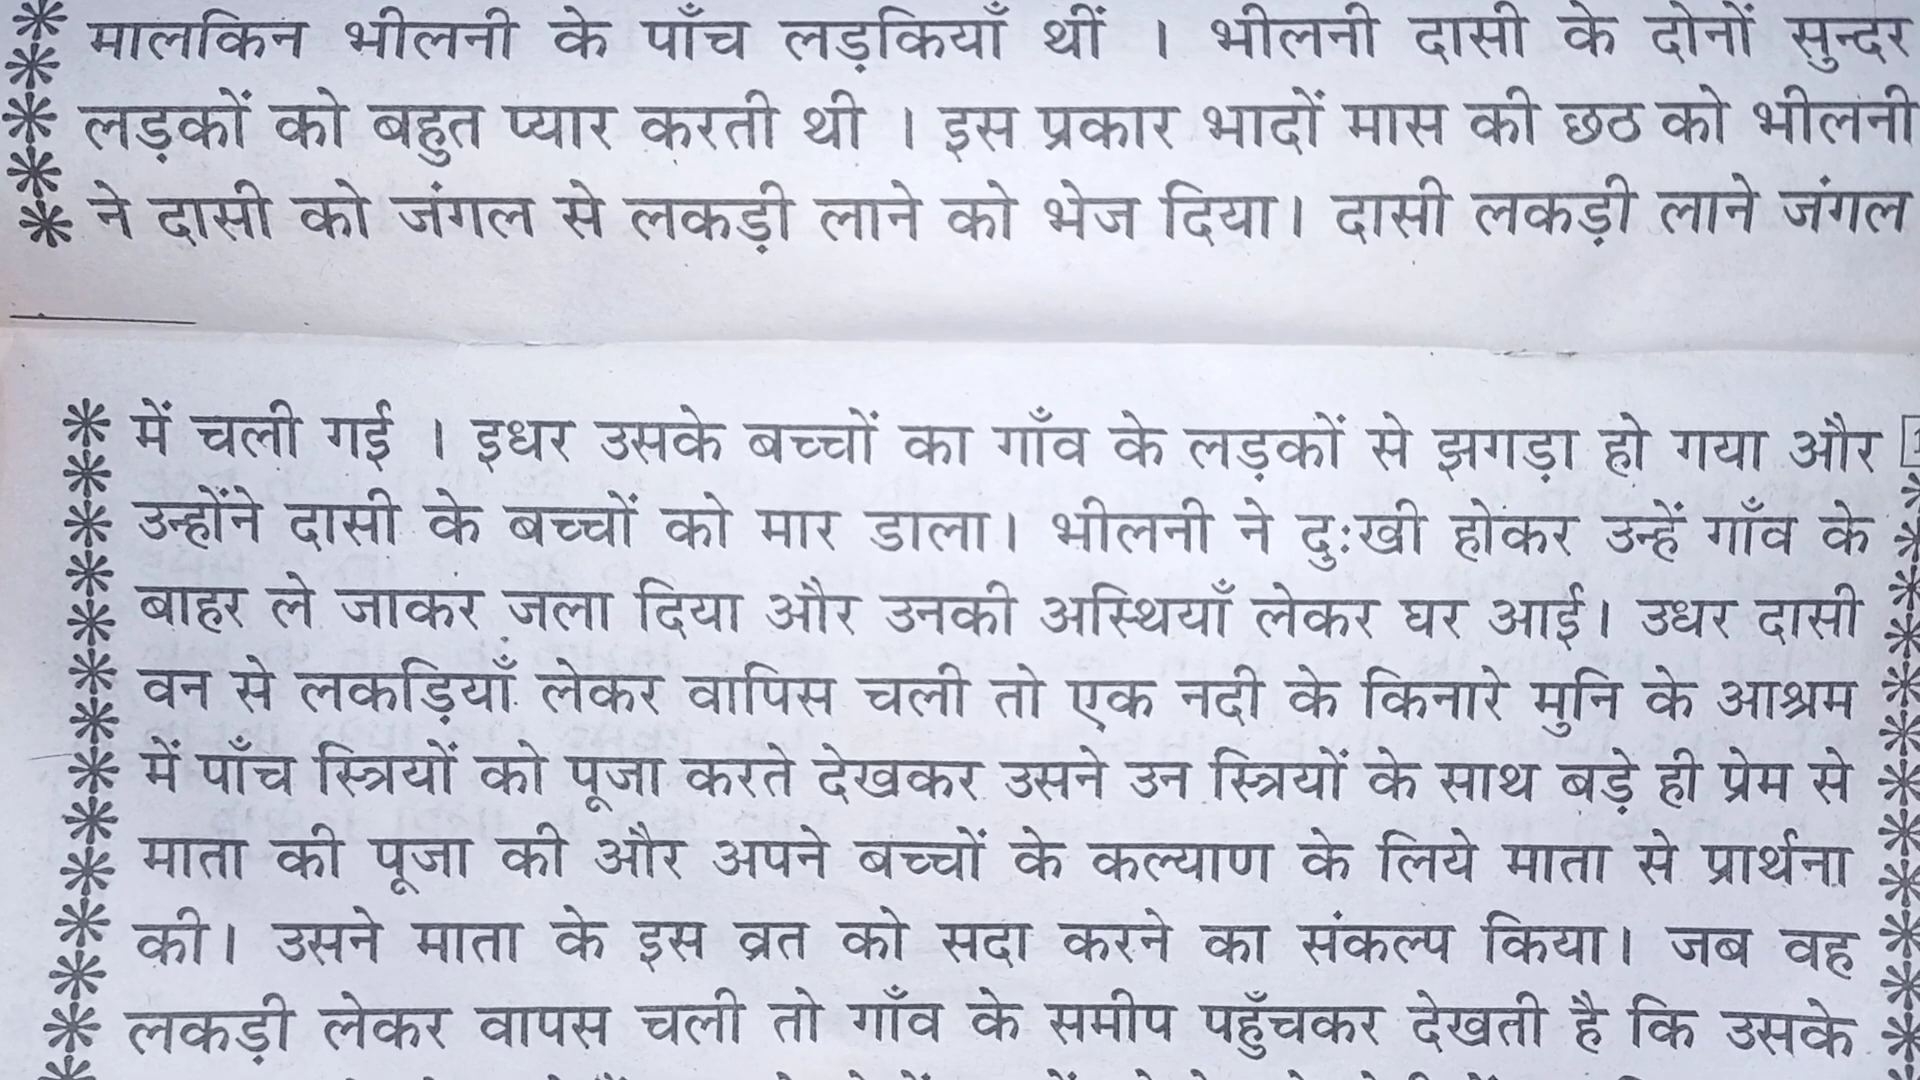 मालकिन भीलनी के पाँच लड़कियाँ थीं । भीलनी दासी के दोनों सुन्दर
लड़कों को बहुत प्यार करती थी । इस प्रकार भादों मास की छठ को भीलनी
ने दासी को जंगल से लकड़ी लाने को भेज दिया। दासी लकड़ी लाने जंगल
में चली गई । इधर उसके बच्चों का गाँव के लड़कों से झगड़ा हो गया और
उन्होंने दासी के बच्चों को मार डाला। भीलनी ने दुःखी होकर उन्हें गाँव के
बाहर ले जाकर जला दिया और उनकी अस्थियाँ लेकर घर आई। उधर दासी
वन से लकड़ियाँ लेकर वापिस चली तो एक नदी के किनारे मुनि के आश्रम
में पाँच स्त्रियों को पूजा करते देखकर उसने उन स्त्रियों के साथ बड़े ही प्रेम से
माता की पूजा की और अपने बच्चों के कल्याण के लिये माता से प्रार्थना
की। उसने माता के इस व्रत को सदा करने का संकल्प किया। जब वह
लकड़ी लेकर वापस चली तो गाँव के समीप पहुँचकर देखती है कि उसके